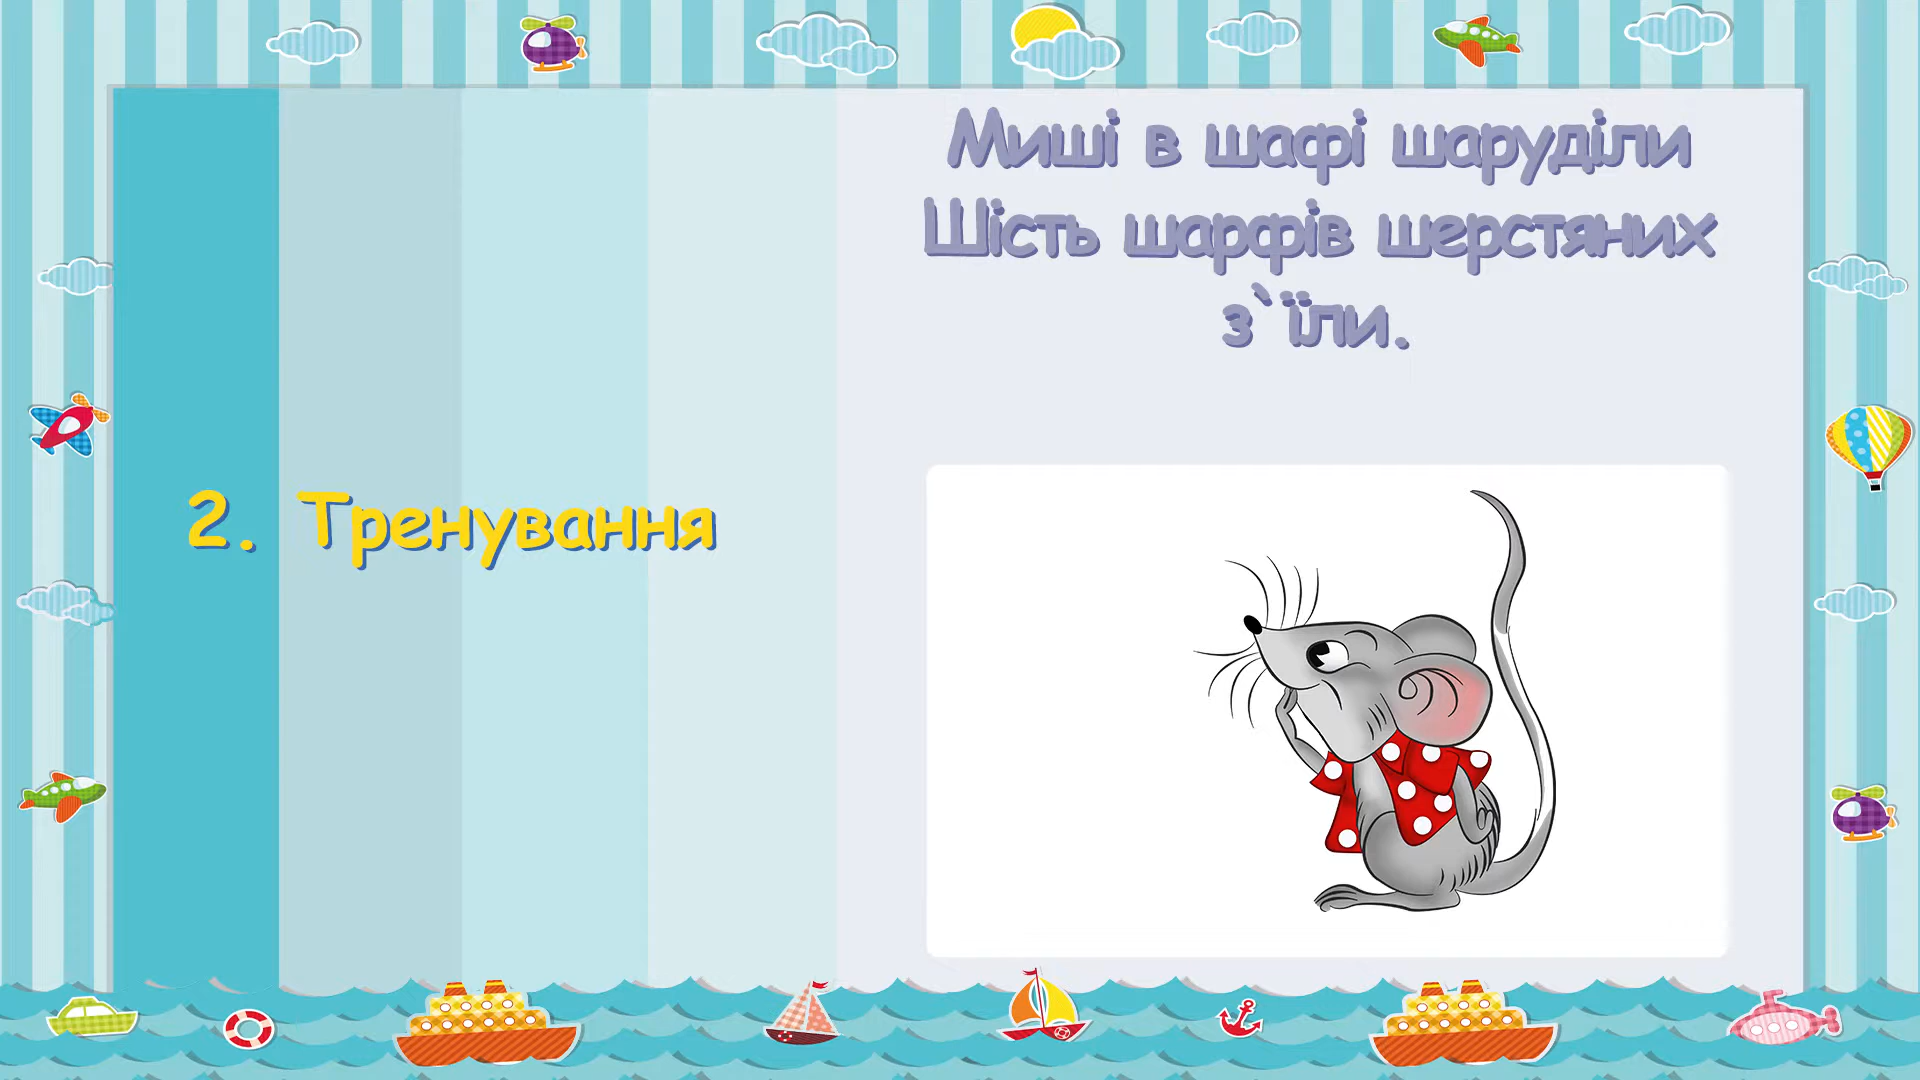 Миші в шафі шаруділи
Шість шарфів шерстяних
з`їли.
2. Тренування